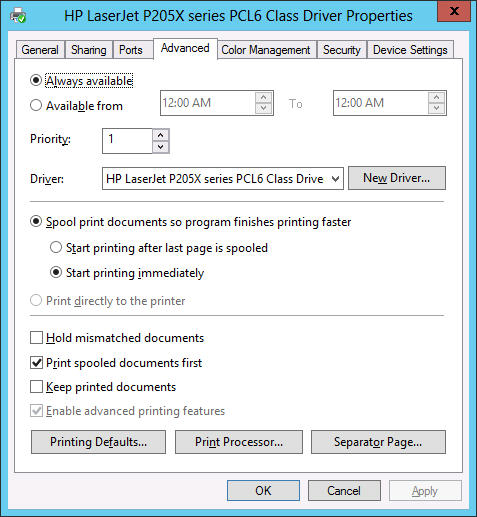 HP LaserJet P205X series PCL6 Class Driver Properties
x
General Sharing Ports Advanced Color Management Security Device Settings
Always available
Available from 12:00 AM To 12:00 AM
Priority: 1
Driver: HP LaserJet P205X series PCL6 Class Drive New Driver...
Spool print documents so program finishes printing faster
Start printing after last page is spooled
Start printing immediately
Print directly to the printer
Hold mismatched documents
Print spooled documents first
Keep printed documents
Enable advanced printing features
Printing Defaults... Print Processor... Separator Page...
OK Cancel Apply